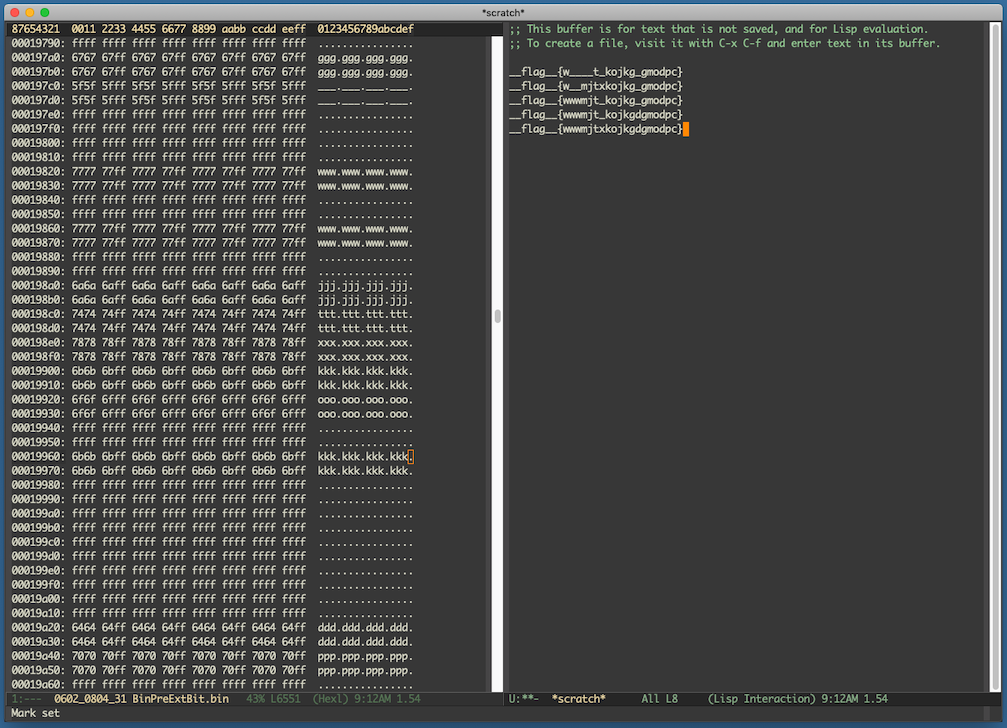 *scratch*
87654321  0011 2233 4455 6677 8899 aabb ccdd eeff  0123456789abcdef
00019790: ffff ffff ffff ffff ffff ffff ffff ffff  ................
000197a0: 6767 67ff 6767 67ff 6767 67ff 6767 67ff  ggg.ggg.ggg.ggg.
000197b0: 6767 67ff 6767 67ff 6767 67ff 6767 67ff  ggg.ggg.ggg.ggg.
000197c0: 5f5f 5fff 5f5f 5fff 5f5f 5fff 5f5f 5fff  ___.___.___.___.
000197d0: 5f5f 5fff 5f5f 5fff 5f5f 5fff 5f5f 5fff  ___.___.___.___.
000197e0: ffff ffff ffff ffff ffff ffff ffff ffff  ................
000197f0: ffff ffff ffff ffff ffff ffff ffff ffff  ................
00019800: ffff ffff ffff ffff ffff ffff ffff ffff  ................
00019810: ffff ffff ffff ffff ffff ffff ffff ffff  ................
00019820: 7777 77ff 7777 77ff 7777 77ff 7777 77ff  www.www.www.www.
00019830: 7777 77ff 7777 77ff 7777 77ff 7777 77ff  www.www.www.www.
00019840: ffff ffff ffff ffff ffff ffff ffff ffff  ................
00019850: ffff ffff ffff ffff ffff ffff ffff ffff  ................
00019860: 7777 77ff 7777 77ff 7777 77ff 7777 77ff  www.www.www.www.
00019870: 7777 77ff 7777 77ff 7777 77ff 7777 77ff  www.www.www.www.
00019880: ffff ffff ffff ffff ffff ffff ffff ffff  ................
00019890: ffff ffff ffff ffff ffff ffff ffff ffff  ................
000198a0: 6a6a 6aff 6a6a 6aff 6a6a 6aff 6a6a 6aff  jjj.jjj.jjj.jjj.
000198b0: 6a6a 6aff 6a6a 6aff 6a6a 6aff 6a6a 6aff  jjj.jjj.jjj.jjj.
000198c0: 7474 74ff 7474 74ff 7474 74ff 7474 74ff  ttt.ttt.ttt.ttt.
000198d0: 7474 74ff 7474 74ff 7474 74ff 7474 74ff  ttt.ttt.ttt.ttt.
000198e0: 7878 78ff 7878 78ff 7878 78ff 7878 78ff  xxx.xxx.xxx.xxx.
000198f0: 7878 78ff 7878 78ff 7878 78ff 7878 78ff  xxx.xxx.xxx.xxx.
00019900: 6b6b 6bff 6b6b 6bff 6b6b 6bff 6b6b 6bff  kkk.kkk.kkk.kkk.
00019910: 6b6b 6bff 6b6b 6bff 6b6b 6bff 6b6b 6bff  kkk.kkk.kkk.kkk.
00019920: 6f6f 6fff 6f6f 6fff 6f6f 6fff 6f6f 6fff  ooo.ooo.ooo.ooo.
00019930: 6f6f 6fff 6f6f 6fff 6f6f 6fff 6f6f 6fff  ooo.ooo.ooo.ooo.
00019940: ffff ffff ffff ffff ffff ffff ffff ffff  ................
00019950: ffff ffff ffff ffff ffff ffff ffff ffff  ................
00019960: 6b6b 6bff 6b6b 6bff 6b6b 6bff 6b6b 6bff  kkk.kkk.kkk.kkk.
00019970: 6b6b 6bff 6b6b 6bff 6b6b 6bff 6b6b 6bff  kkk.kkk.kkk.kkk.
00019980: ffff ffff ffff ffff ffff ffff ffff ffff  ................
00019990: ffff ffff ffff ffff ffff ffff ffff ffff  ................
000199a0: ffff ffff ffff ffff ffff ffff ffff ffff  ................
000199b0: ffff ffff ffff ffff ffff ffff ffff ffff  ................
000199c0: ffff ffff ffff ffff ffff ffff ffff ffff  ................
000199d0: ffff ffff ffff ffff ffff ffff ffff ffff  ................
000199e0: ffff ffff ffff ffff ffff ffff ffff ffff  ................
000199f0: ffff ffff ffff ffff ffff ffff ffff ffff  ................
00019a00: ffff ffff ffff ffff ffff ffff ffff ffff  ................
00019a10: ffff ffff ffff ffff ffff ffff ffff ffff  ................
00019a20: 6464 64ff 6464 64ff 6464 64ff 6464 64ff  ddd.ddd.ddd.ddd.
00019a30: 6464 64ff 6464 64ff 6464 64ff 6464 64ff  ddd.ddd.ddd.ddd.
00019a40: 7070 70ff 7070 70ff 7070 70ff 7070 70ff  ppp.ppp.ppp.ppp.
00019a50: 7070 70ff 7070 70ff 7070 70ff 7070 70ff  ppp.ppp.ppp.ppp.
00019a60: ffff ffff ffff ffff ffff ffff ffff ffff  ................
1:---  0602_0804_31 BinPreExtBit.bin   43% L6551  (Hexl) 9:12AM 1.54
;; This buffer is for text that is not saved, and for Lisp evaluation.
;; To create a file, visit it with C-x C-f and enter text in its buffer.
__flag__{w____t_kojkg_gmodpc}
__flag__{w__mjtxkojkg_gmodpc}
__flag__{wwwmjt_kojkg_gmodpc}
__flag__{wwwmjt_kojkgdgmodpc}
__flag__{wwwmjtxkojkgdgmodpc}
U:**-  *scratch*      All L8     (Lisp Interaction) 9:12AM 1.54
Mark set